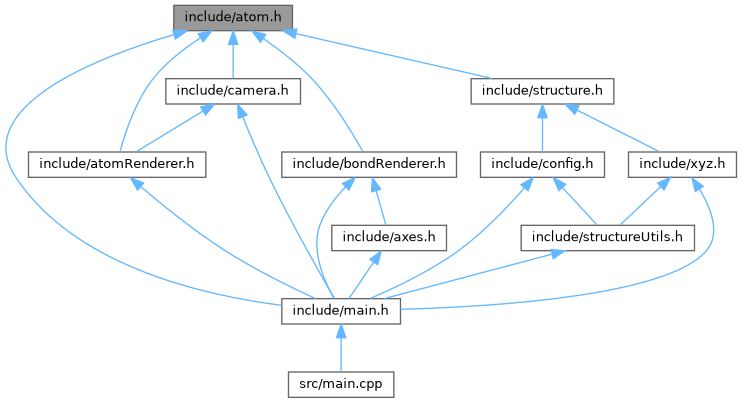 include/atom.h
include/camera.h
include/structure.h
include/atomRenderer.h
include/bondRenderer.h
include/config.h
include/xyz.h
include/axes.h
include/structureUtils.h
include/main.h
src/main.cpp